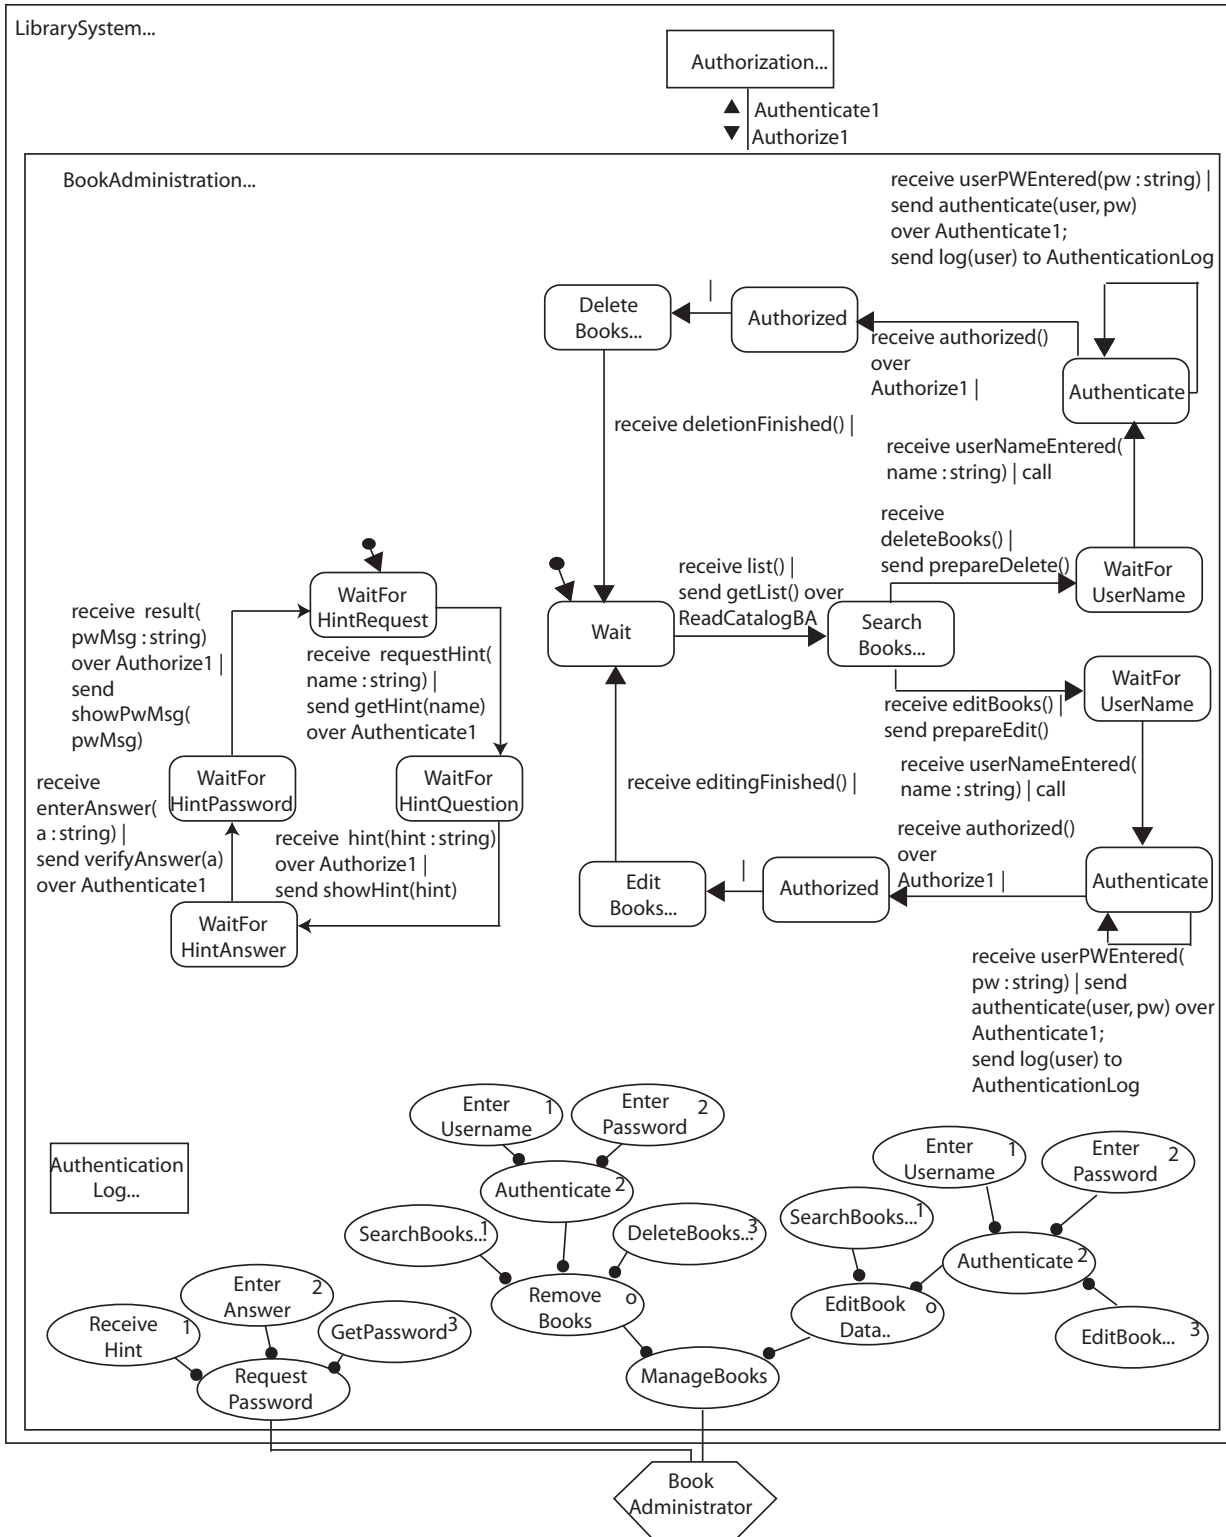 LibrarySystem...
Authorization...
Authenticate1
Authorize1
BookAdministration...
receive userPWEntered(pw : string) |
send authenticate(user, pw)
over Authenticate1;
send log(user) to AuthenticationLog
Delete
Books...
|
Authorized
receive authorized()
over
Authorize1 |
Authenticate
receive deletionFinished() |
receive userNameEntered(
name : string) | call
receive
deleteBooks() |
send prepareDelete()
WaitFor
UserName
receive list() |
send getList() over
ReadCatalogBA
Wait
Search
Books...
WaitFor
UserName
receive editBooks() |
send prepareEdit()
receive userNameEntered(
name : string) | call
receive editingFinished() |
receive authorized()
over
Authorize1 |
Edit
Books...
|
Authorized
Authenticate
receive userPWEntered(
pw : string) | send
authenticate(user, pw) over
Authenticate1;
send log(user) to
AuthenticationLog
WaitFor
HintRequest
receive result(
pwMsg : string)
over Authorize1 |
send
showPwMsg(
pwMsg)
receive requestHint(
name : string) |
send getHint(name)
over Authenticate1
WaitFor
HintPassword
WaitFor
HintQuestion
receive
enterAnswer(
a : string) |
send verifyAnswer(a)
over Authenticate1
receive hint(hint : string)
over Authorize1 |
send showHint(hint)
WaitFor
HintAnswer
Authentication
Log...
Enter 1
Username
Enter 2
Password
Authenticate 2
SearchBooks... 1
DeleteBooks... 3
Remove o
Books
Enter 1
Username
Enter 2
Password
SearchBooks... 1
Authenticate 2
EditBook o
Data..
EditBook... 3
Enter 2
Answer
Receive 1
Hint
GetPassword 3
Request
Password
ManageBooks
Book
Administrator